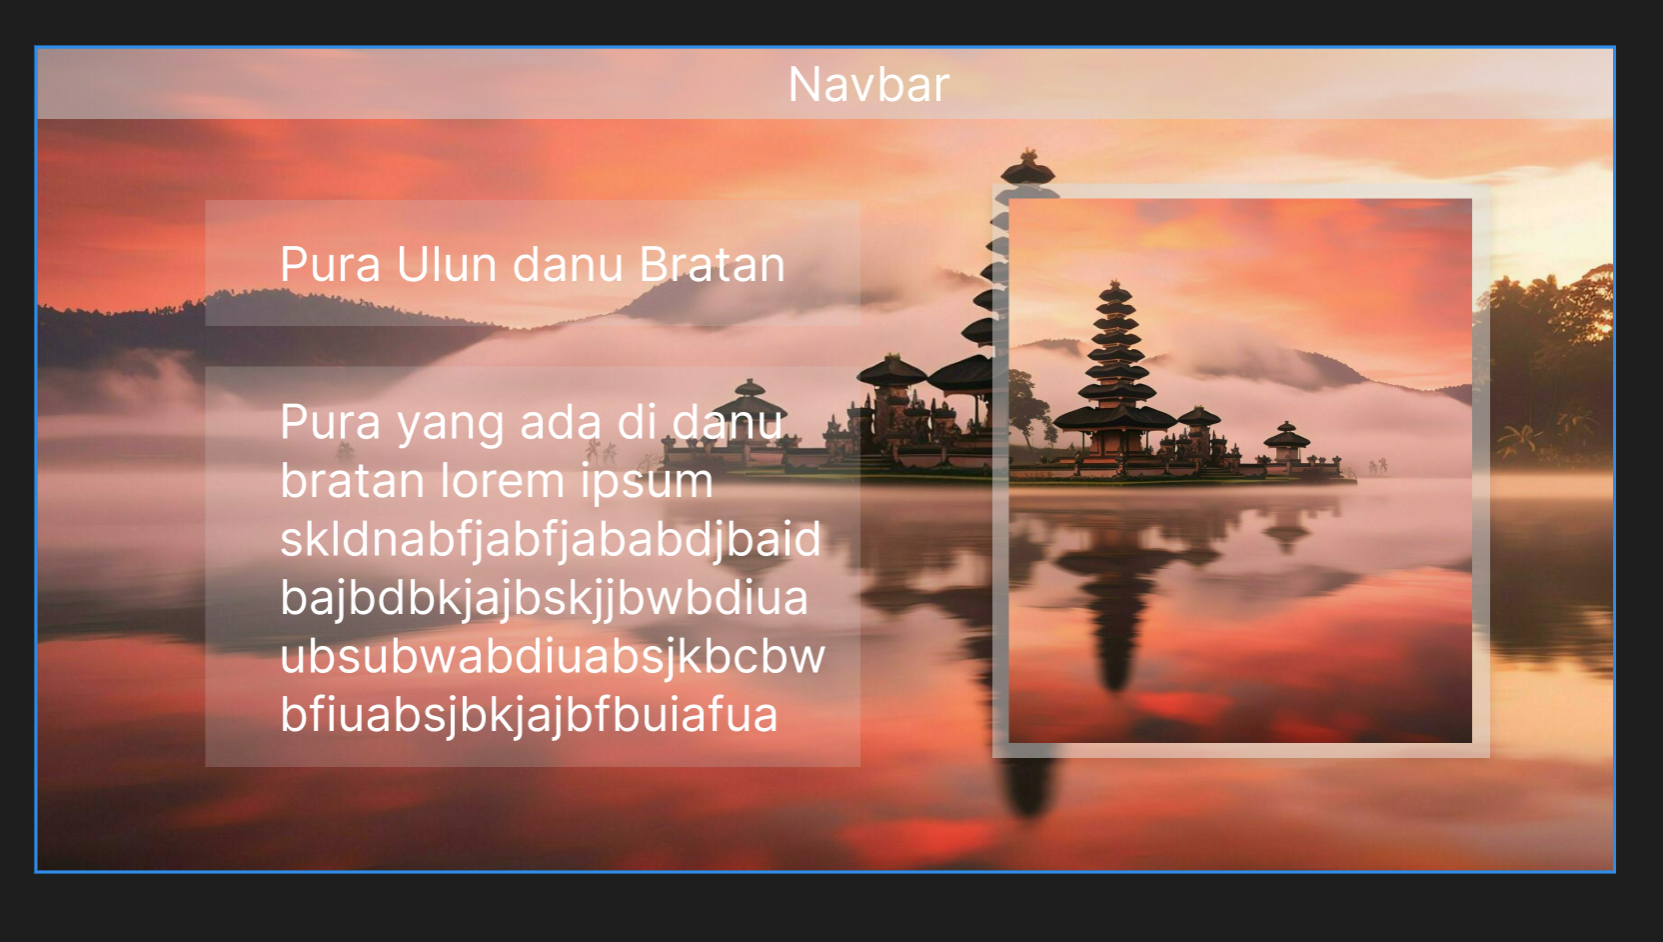 Navbar
Pura Ulun danu Bratan
Pura yang ada di danu
bratan lorem ipsum
skldnabfjabfjababdjbaid
bajbdbkjajbskjjbwbdiua
ubsubwabdiuabsjkbcbw
bfiuabsjbkjajbfbuiafua